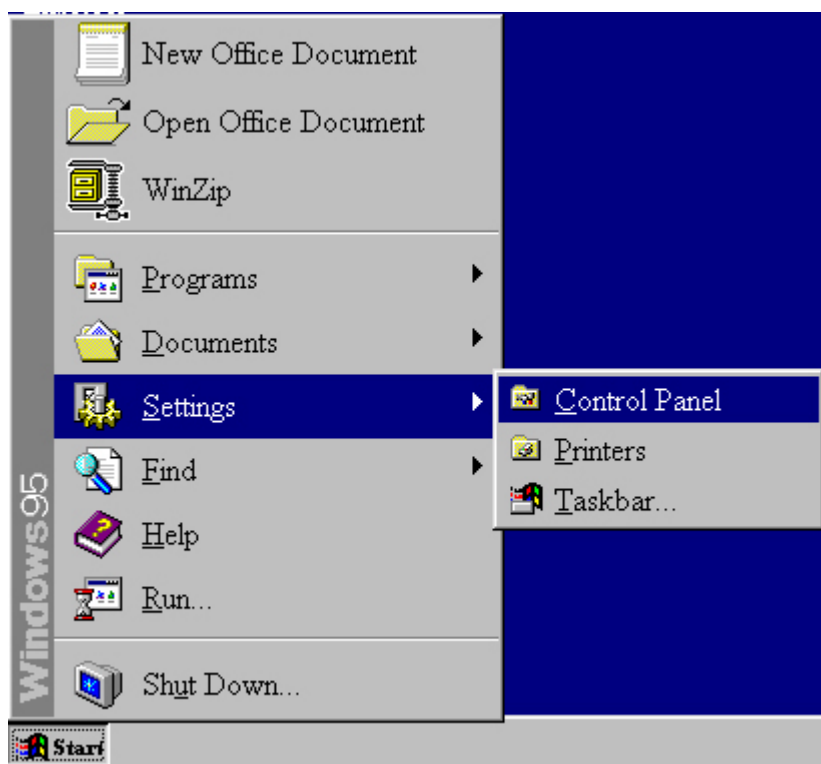 New Office Document
Open Office Document
WinZip
Programs
Documents
Settings
Find
Help
Run...
Shut Down...
Control Panel
Printers
Taskbar...
Windows95
Start